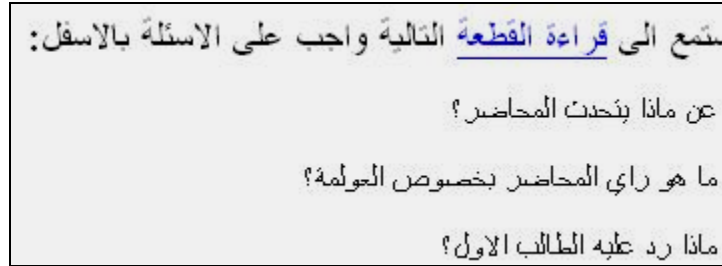 ستمع الى قراءة القطعة التالية واجب على الاسئلة بالاسفل:
عن ماذا يتحدث المحاضر؟
ما هو راي المحاضر بخصوص العولمة؟
ماذا رد عليه الطالب الاول؟